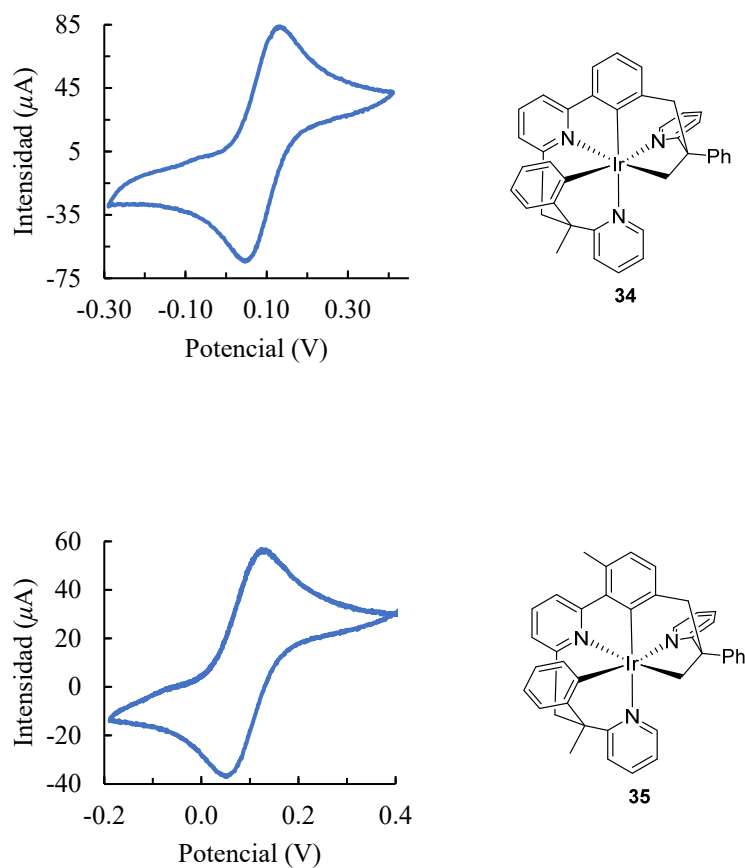 85
45
5
-35
-75
Intensidad (µA)
-0.30 -0.10 0.10 0.30
Potencial (V)
N
N
Ir
Ph
N
34
60
40
20
0
-20
-40
Intensidad (µA)
-0.2 0.0 0.2 0.4
Potencial (V)
N
N
Ir
Ph
N
35